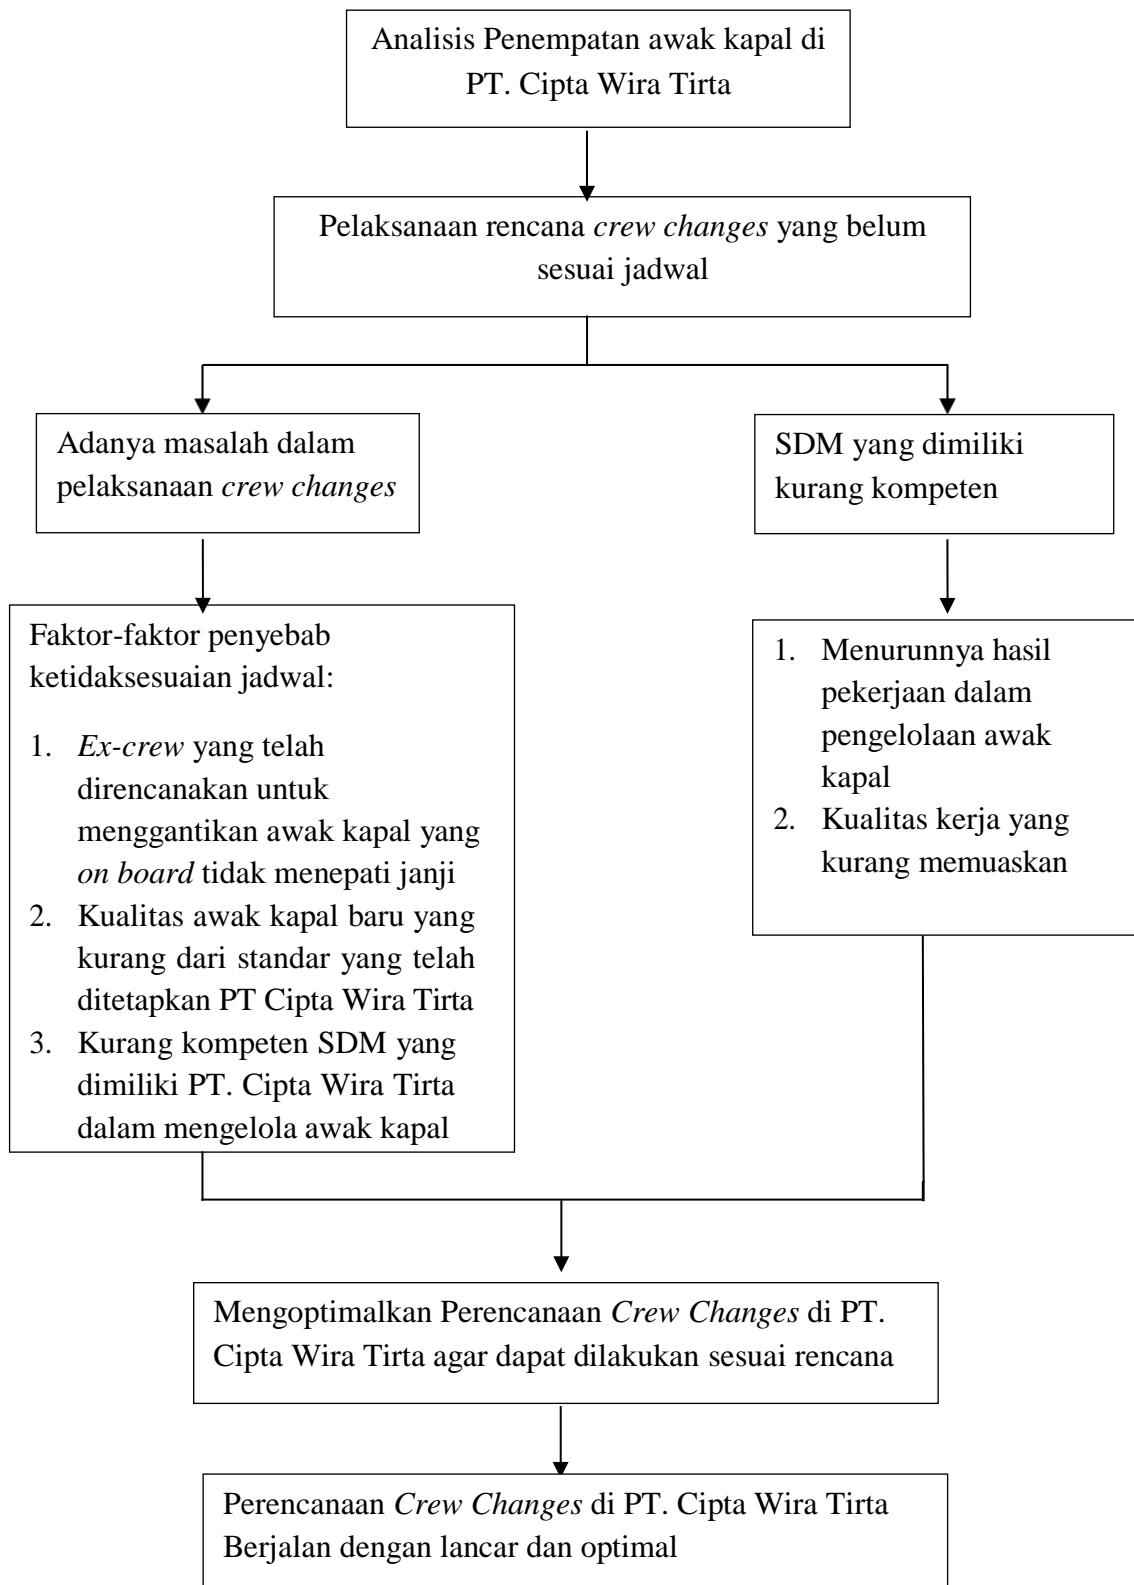 Analisis Penempatan awak kapal di
PT. Cipta Wira Tirta
Pelaksanaan rencana crew changes yang belum
sesuai jadwal
Adanya masalah dalam
pelaksanaan crew changes
SDM yang dimiliki
kurang kompeten
Faktor-faktor penyebab
ketidaksesuaian jadwal:
1. Ex-crew yang telah
direncanakan untuk
menggantikan awak kapal yang
on board tidak menepati janji
2. Kualitas awak kapal baru yang
kurang dari standar yang telah
ditetapkan PT Cipta Wira Tirta
3. Kurang kompeten SDM yang
dimiliki PT. Cipta Wira Tirta
dalam mengelola awak kapal
1. Menurunnya hasil
pekerjaan dalam
pengelolaan awak
kapal
2. Kualitas kerja yang
kurang memuaskan
Mengoptimalkan Perencanaan Crew Changes di PT.
Cipta Wira Tirta agar dapat dilakukan sesuai rencana
Perencanaan Crew Changes di PT. Cipta Wira Tirta
Berjalan dengan lancar dan optimal